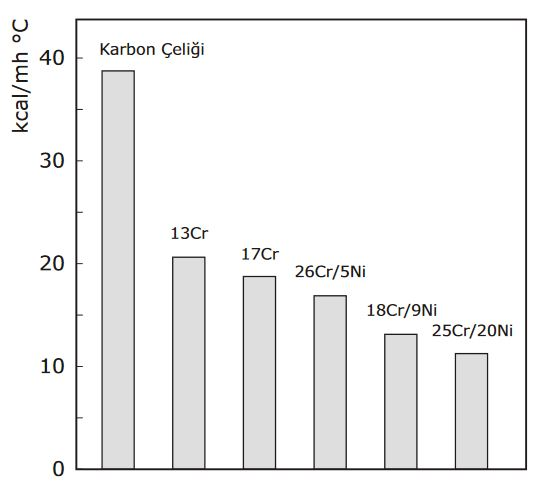 kcal/mh °C
40
30
20
10
0
Karbon Çeliği
13Cr
17Cr
26Cr/5Ni
18Cr/9Ni
25Cr/20Ni